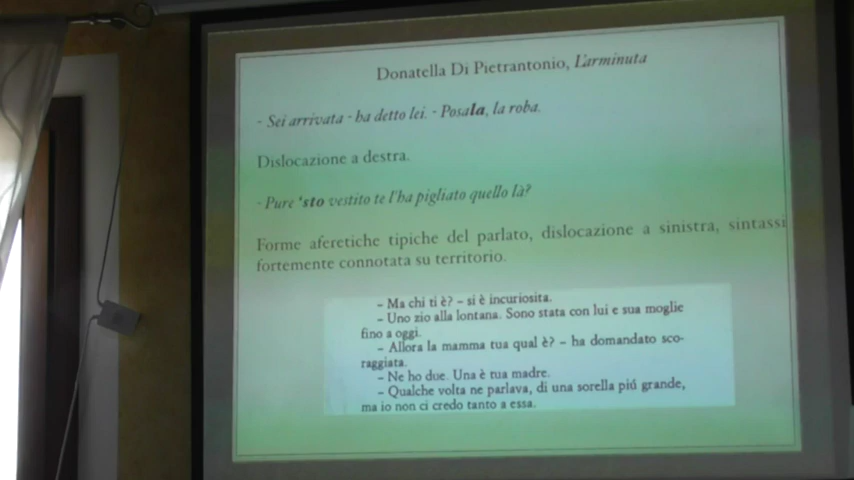 Donatella Di Pietrantonio, L'arminuta
- Sei arrivata - ha detto lei. - Posala, la roba.
Dislocazione a destra.
- Pure 'sto vestito te l'ha pigliato quello là?
Forme aferetiche tipiche del parlato, dislocazione a sinistra, sintassi
fortemente connotata su territorio.
– Ma chi ti è? – si è incuriosita.
– Uno zio alla lontana. Sono stata con lui e sua moglie
fino a oggi.
– Allora la mamma tua qual è? – ha domandato sco-
raggiata.
– Ne ho due. Una è tua madre.
– Qualche volta ne parlava, di una sorella piú grande,
ma io non ci credo tanto a essa.